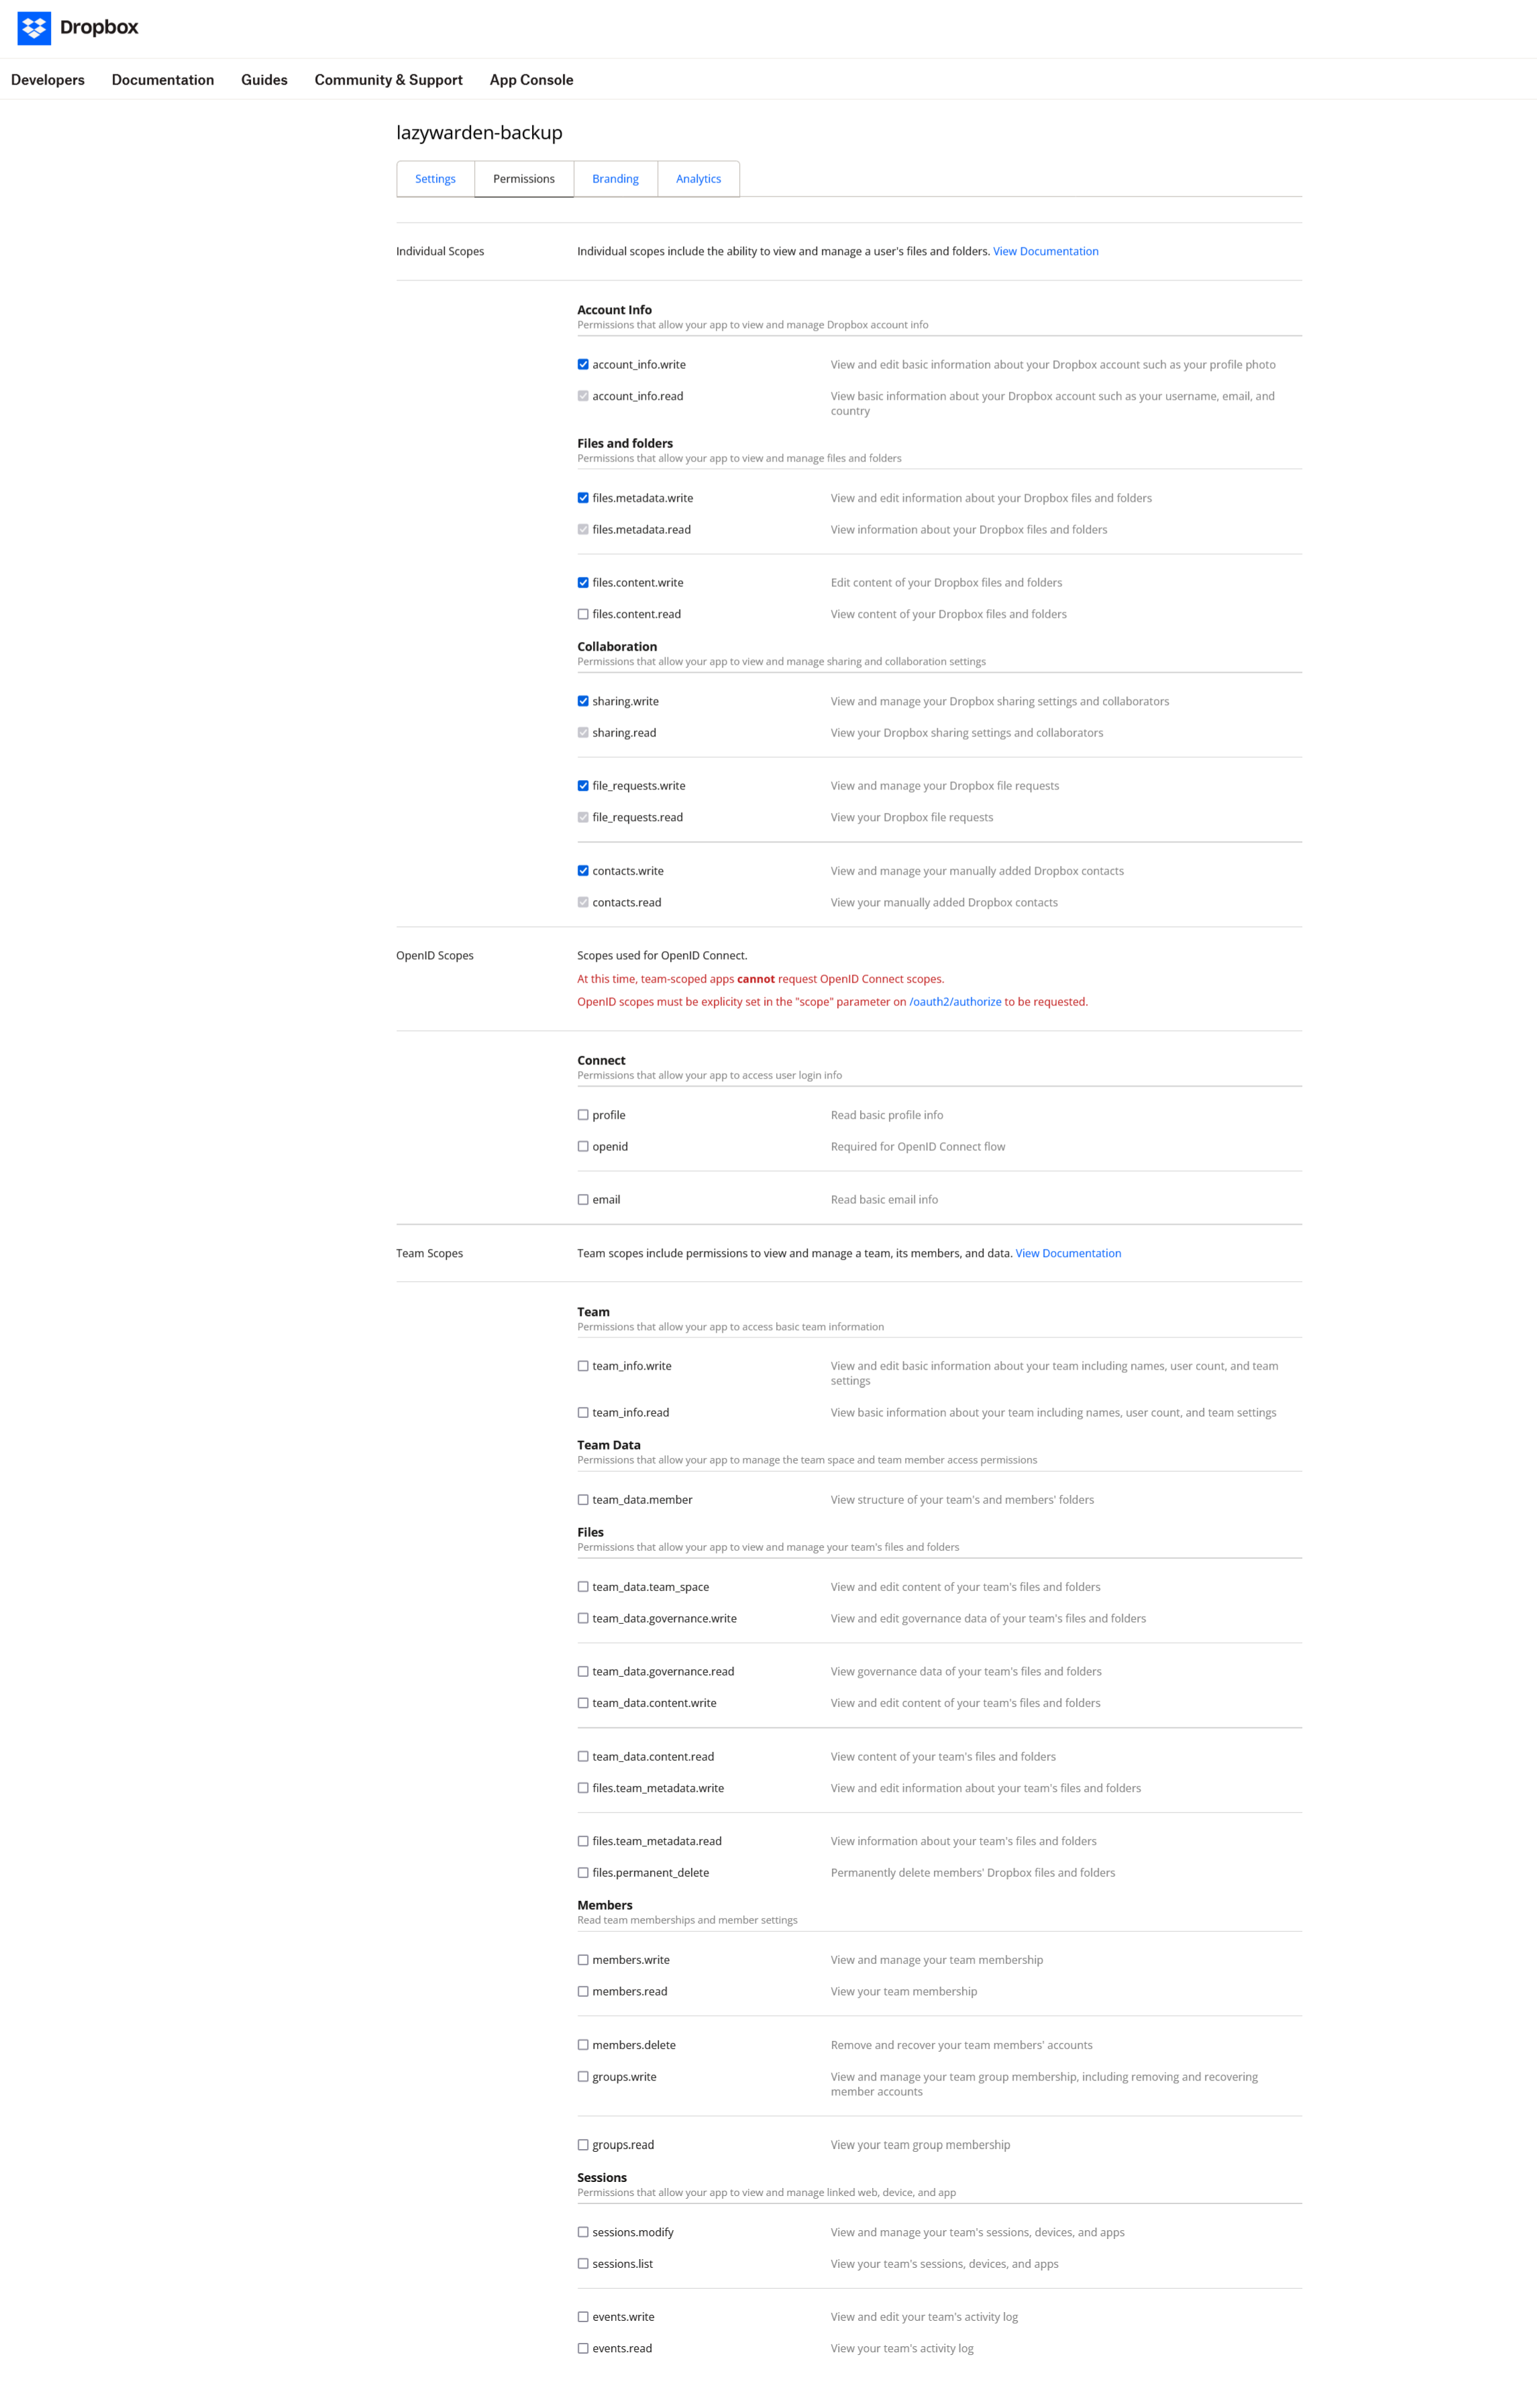 Dropbox
Developers Documentation Guides Community & Support App Console
lazywarden-backup
Settings Permissions Branding Analytics
Individual Scopes Individual scopes include the ability to view and manage a user's files and folders. View Documentation
Account Info
Permissions that allow your app to view and manage Dropbox account info
account_info.write View and edit basic information about your Dropbox account such as your profile photo
account_info.read View basic information about your Dropbox account such as your username, email, and
country
Files and folders
Permissions that allow your app to view and manage files and folders
files.metadata.write View and edit information about your Dropbox files and folders
files.metadata.read View information about your Dropbox files and folders
files.content.write Edit content of your Dropbox files and folders
files.content.read View content of your Dropbox files and folders
Collaboration
Permissions that allow your app to view and manage sharing and collaboration settings
sharing.write View and manage your Dropbox sharing settings and collaborators
sharing.read View your Dropbox sharing settings and collaborators
file_requests.write View and manage your Dropbox file requests
file_requests.read View your Dropbox file requests
contacts.write View and manage your manually added Dropbox contacts
contacts.read View your manually added Dropbox contacts
OpenID Scopes Scopes used for OpenID Connect.
At this time, team-scoped apps cannot request OpenID Connect scopes.
OpenID scopes must be explicity set in the "scope" parameter on /oauth2/authorize to be requested.
Connect
Permissions that allow your app to access user login info
profile Read basic profile info
openid Required for OpenID Connect flow
email Read basic email info
Team Scopes Team scopes include permissions to view and manage a team, its members, and data. View Documentation
Team
Permissions that allow your app to access basic team information
team_info.write View and edit basic information about your team including names, user count, and team
settings
team_info.read View basic information about your team including names, user count, and team settings
Team Data
Permissions that allow your app to manage the team space and team member access permissions
team_data.member View structure of your team's and members' folders
Files
Permissions that allow your app to view and manage your team's files and folders
team_data.team_space View and edit content of your team's files and folders
team_data.governance.write View and edit governance data of your team's files and folders
team_data.governance.read View governance data of your team's files and folders
team_data.content.write View and edit content of your team's files and folders
team_data.content.read View content of your team's files and folders
files.team_metadata.write View and edit information about your team's files and folders
files.team_metadata.read View information about your team's files and folders
files.permanent_delete Permanently delete members' Dropbox files and folders
Members
Read team memberships and member settings
members.write View and manage your team membership
members.read View your team membership
members.delete Remove and recover your team members' accounts
groups.write View and manage your team group membership, including removing and recovering
member accounts
groups.read View your team group membership
Sessions
Permissions that allow your app to view and manage linked web, device, and app
sessions.modify View and manage your team's sessions, devices, and apps
sessions.list View your team's sessions, devices, and apps
events.write View and edit your team's activity log
events.read View your team's activity log